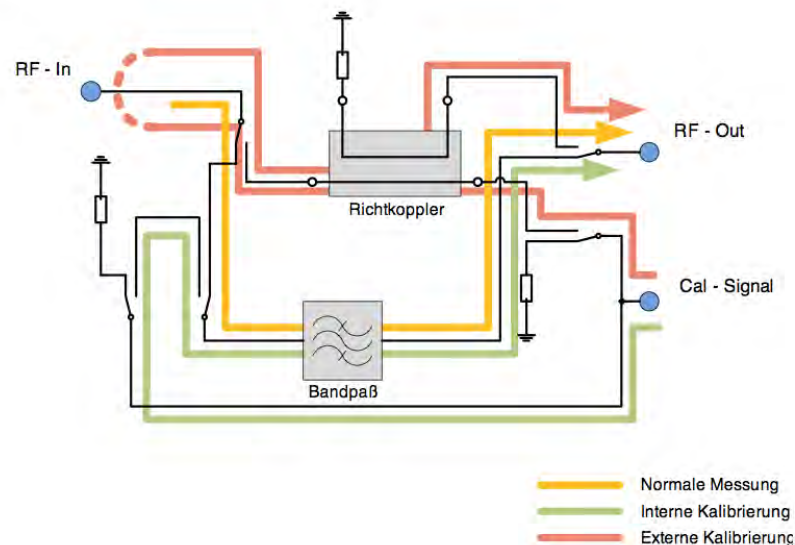 RF - In
RF - Out
Richtkoppler
Cal - Signal
Bandpaß
Normale Messung
Interne Kalibrierung
Externe Kalibrierung